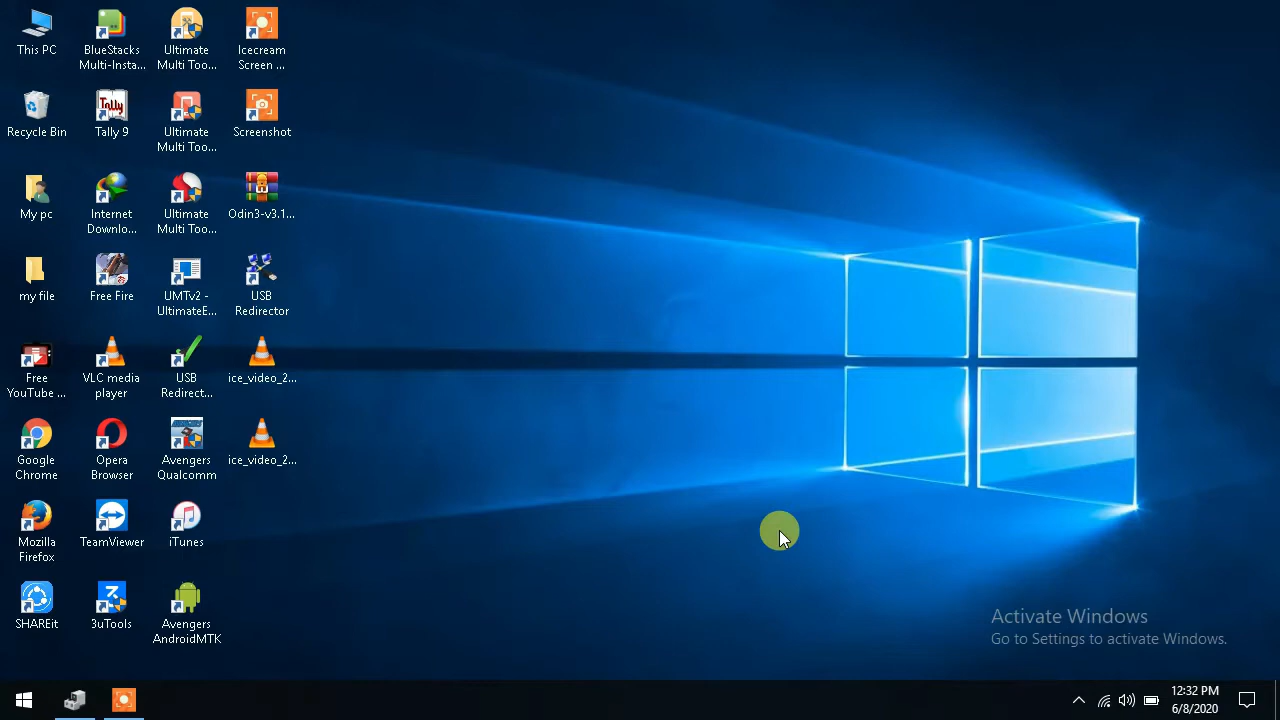 This PC
BlueStacks
Multi-Insta...
Ultimate
Multi Too...
Icecream
Screen ...
Recycle Bin
Tally
Tally 9
Ultimate
Multi Too...
Screenshot
My pc
Internet
Downlo...
Ultimate
Multi Too...
Odin3-v3.1...
my file
Free Fire
UMTv2 -
UltimateE...
USB
Redirector
Free
YouTube ...
VLC media
player
USB
Redirect...
ice_video_2...
Google
Chrome
Opera
Browser
Avengers
Qualcomm
ice_video_2...
Mozilla
Firefox
TeamViewer
iTunes
SHAREit
3uTools
Avengers
AndroidMTK
Activate Windows
Go to Settings to activate Windows.
12:32 PM
6/8/2020